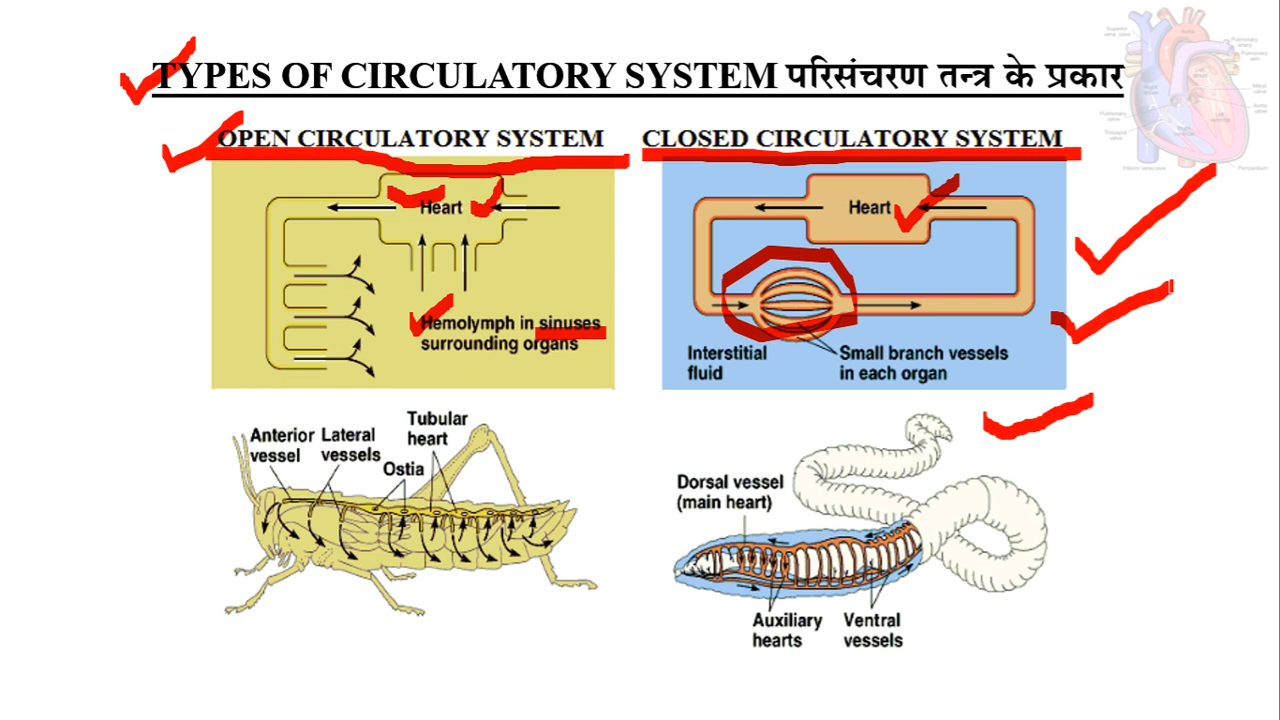 TYPES OF CIRCULATORY SYSTEM परिसंचरण तन्त्र के प्रकार
OPEN CIRCULATORY SYSTEM
Heart
Hemolymph in sinuses
surrounding organs
CLOSED CIRCULATORY SYSTEM
Heart
Interstitial
fluid
Small branch vessels
in each organ
Anterior
vessel
Lateral
vessels
Tubular
heart
Ostia
Dorsal vessel
(main heart)
Auxiliary
hearts
Ventral
vessels